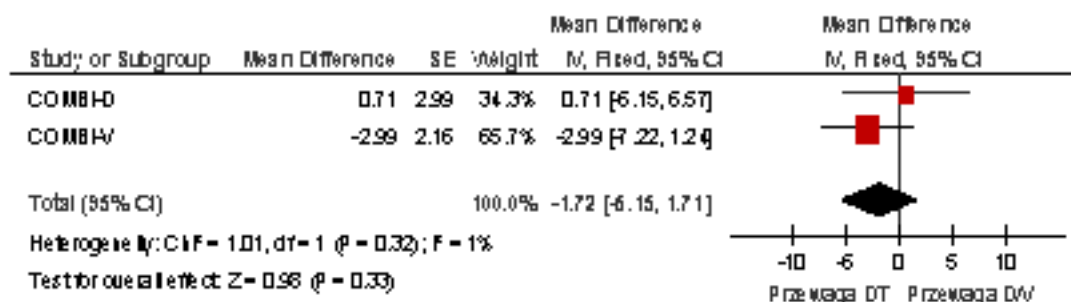 Mean Difference Mean Difference
Study or Subgroup Mean Difference SE Weight IV, Fixed, 95% CI IV, Fixed, 95% CI
COMBI-D 0.71 2.99 34.3% 0.71 [-5.15, 6.57]
COMBI-V -2.99 2.16 65.7% -2.99 [-7.22, 1.24]
Total (95% CI) 100.0% -1.72 [-5.15, 1.71]
Heterogeneity: Chi² = 1.01, df = 1 (P = 0.32); I² = 1%
Test for overall effect: Z = 0.98 (P = 0.33)
-10 -5 0 5 10
Przewaga DT Przewaga D/V